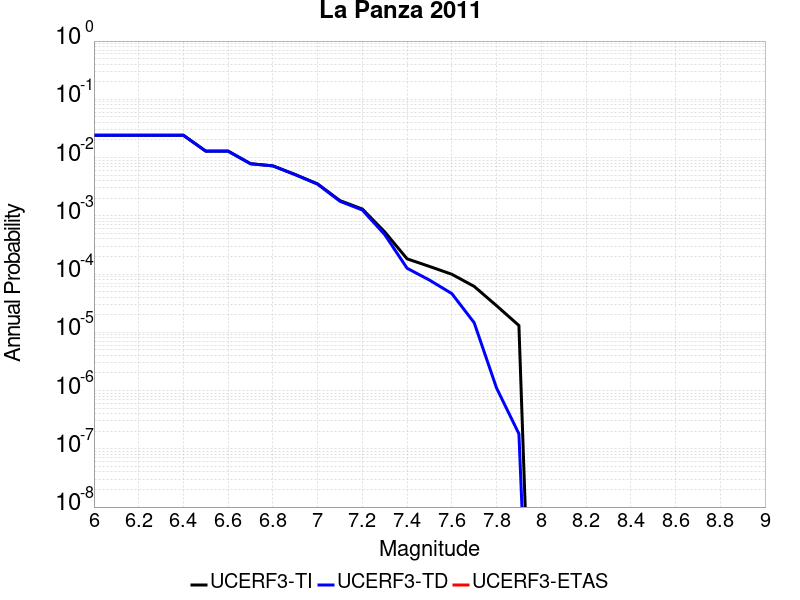 La Panza 2011
10^0
10^-1
10^-2
10^-3
10^-4
10^-5
10^-6
10^-7
10^-8
Annual Probability
6 6.2 6.4 6.6 6.8 7 7.2 7.4 7.6 7.8 8 8.2 8.4 8.6 8.8 9
Magnitude
UCERF3-TI UCERF3-TD UCERF3-ETAS